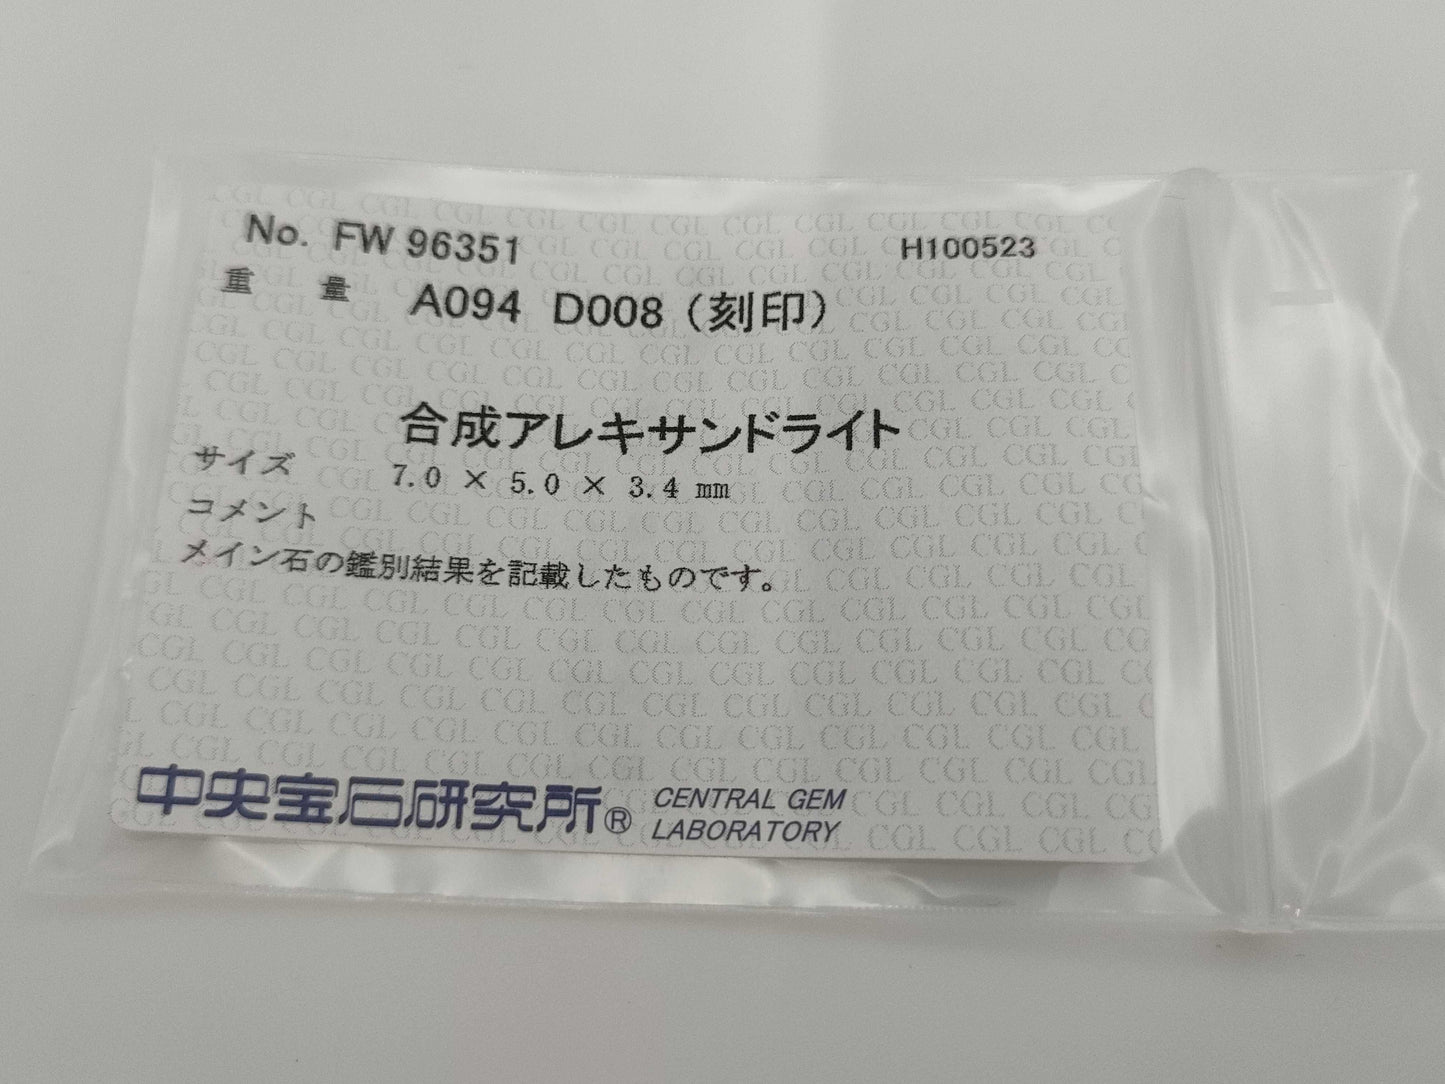 No. FW 96351 H100523
重 量 A094 D008（刻印）
合成アレキサンドライト
サイズ 7.0 × 5.0 × 3.4 mm
コメント
メイン石の鑑別結果を記載したものです。
中央宝石研究所® CENTRAL GEM
LABORATORY